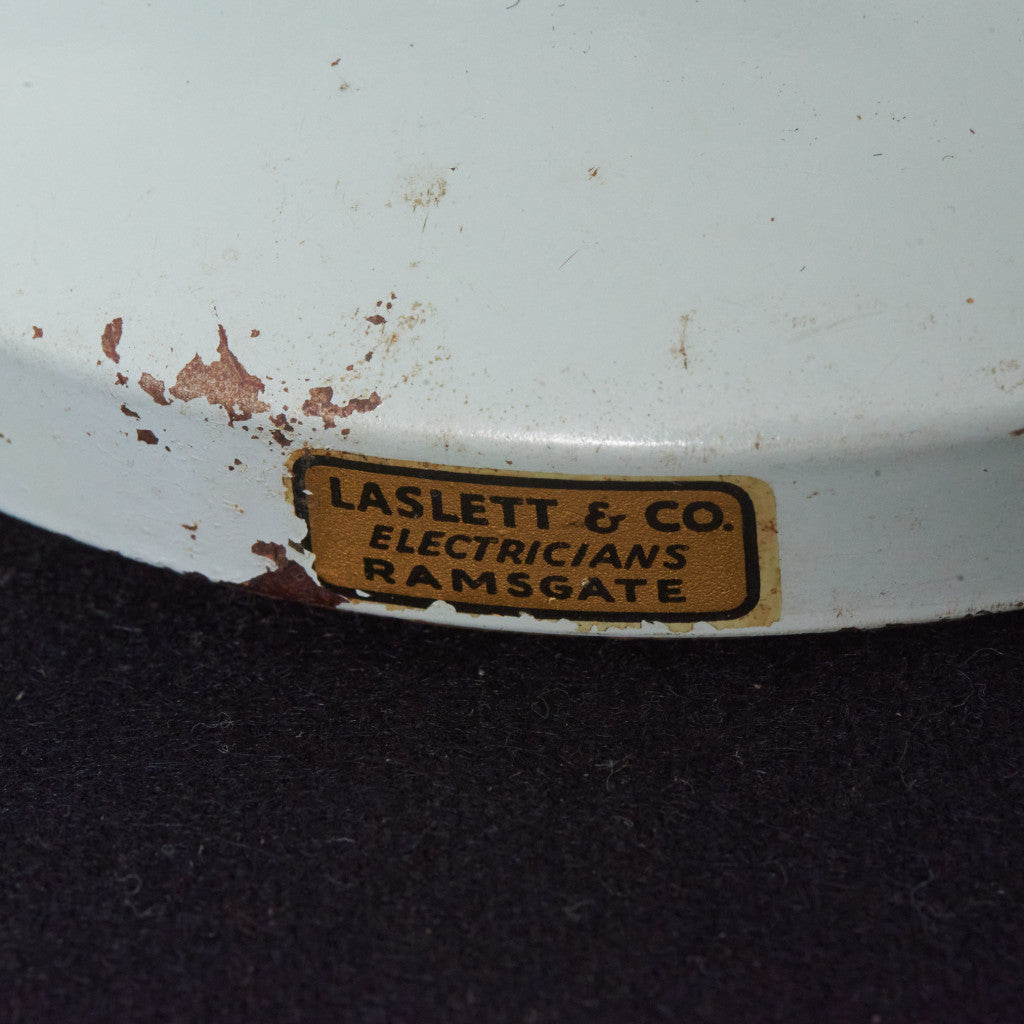 LASLETT & CO.
ELECTRICIANS
RAMSGATE